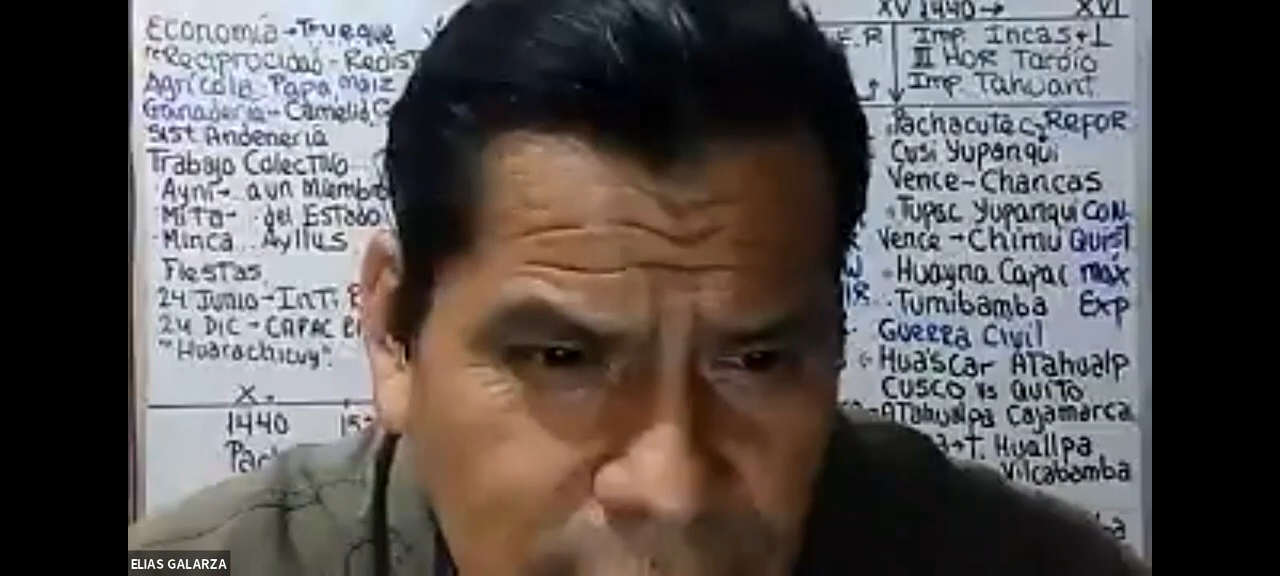 Economía→Trueque
"Reciprocidad - Redist
Agrícola-Papa, maíz
Ganadería-Camelid,
Sist Andenería
Trabajo Colectivo
Ayni→ a un Miembro
Mita- del Estado
Minca Ayllus
Fiestas
24 Junio-Inti
24 DIC-CAPAC
"Huarachicuy"
X
1440
XV 1440→ XVI
Imp. Incas+1
III HOR Tardío
Imp Tahuant
Pachacutec→REFOR
Cusi Yupanqui
Vence-Chancas
Tupac Yupanqui CON-
Vence→Chimu QUIST
Huayna Capac máx
Tumibamba Exp
Guerra Civil
Huáscar ATahualp
CUSCO vs QUITO
ATahualpa Cajamarca
T. Huallpa
Vilcabamba
ELIAS GALARZA